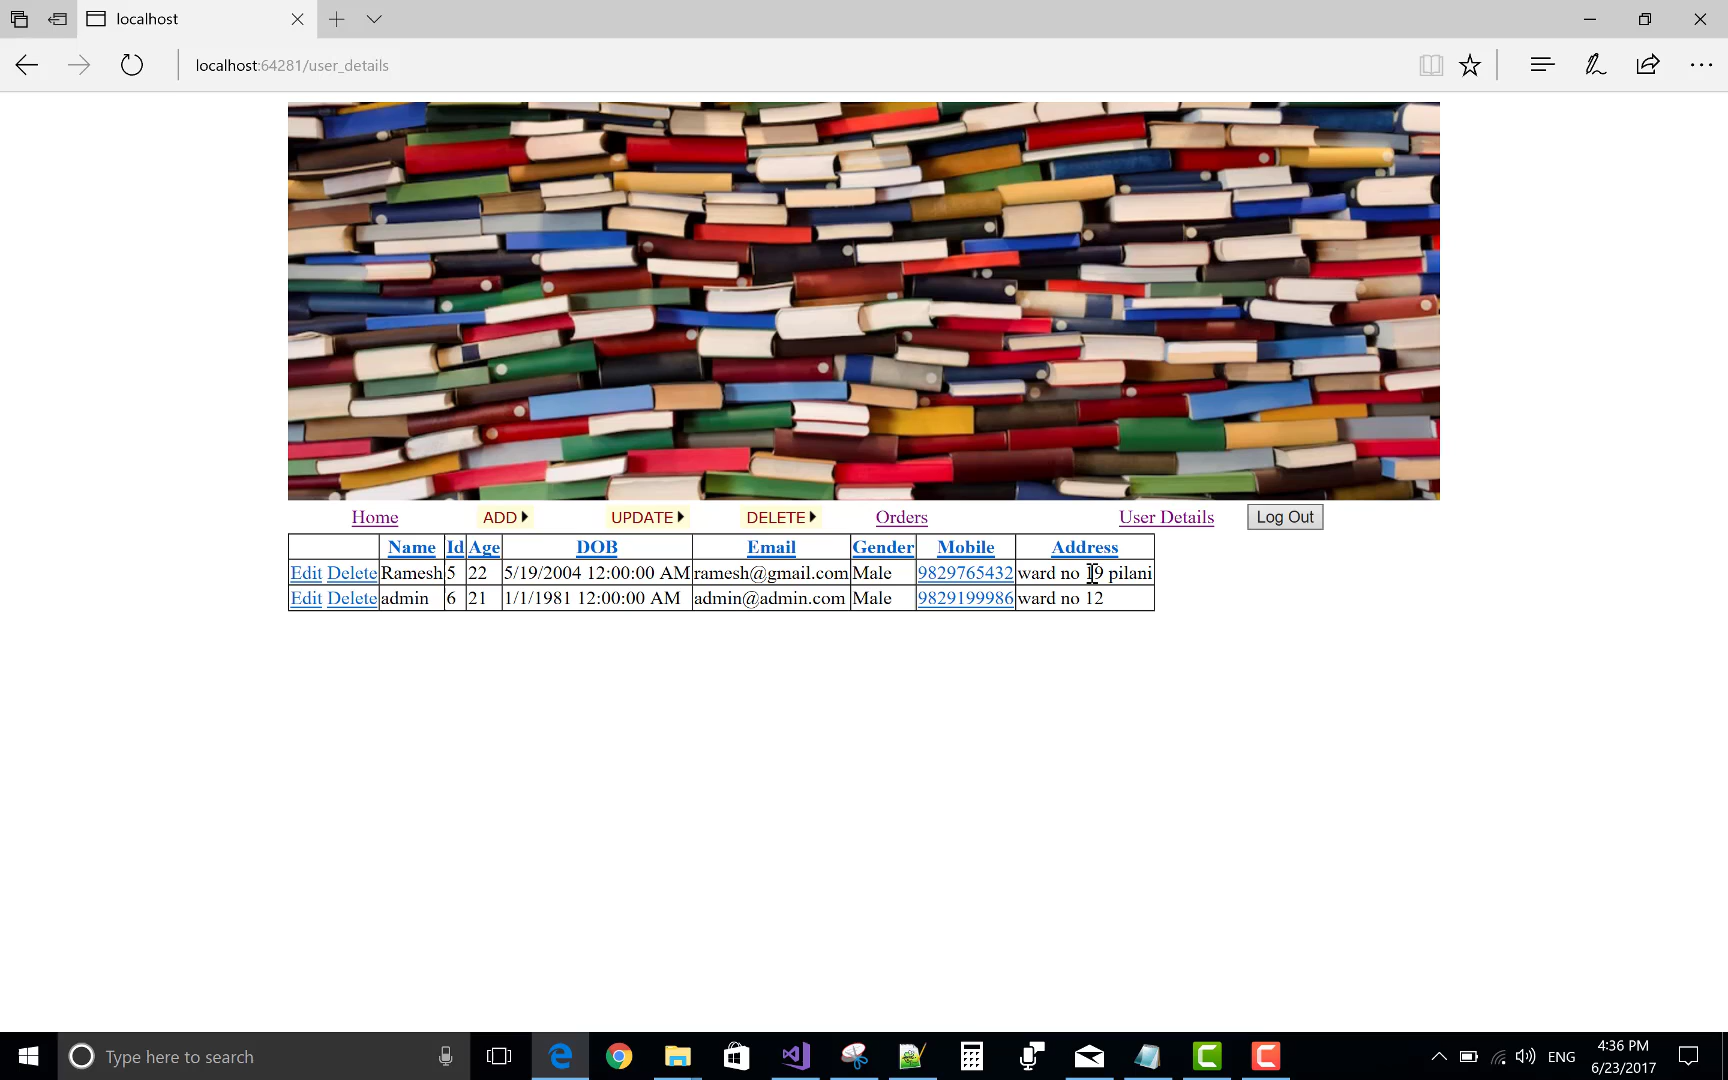 localhost
localhost:64281/user_details
Home ADD UPDATE DELETE Orders User Details Log Out
Name Id Age DOB Email Gender Mobile Address
Edit Delete Ramesh 5 22 5/19/2004 12:00:00 AM ramesh@gmail.com Male 9829765432 ward no 19 pilani
Edit Delete admin 6 21 1/1/1981 12:00:00 AM admin@admin.com Male 9829199986 ward no 12
Type here to search
ENG
4:36 PM
6/23/2017